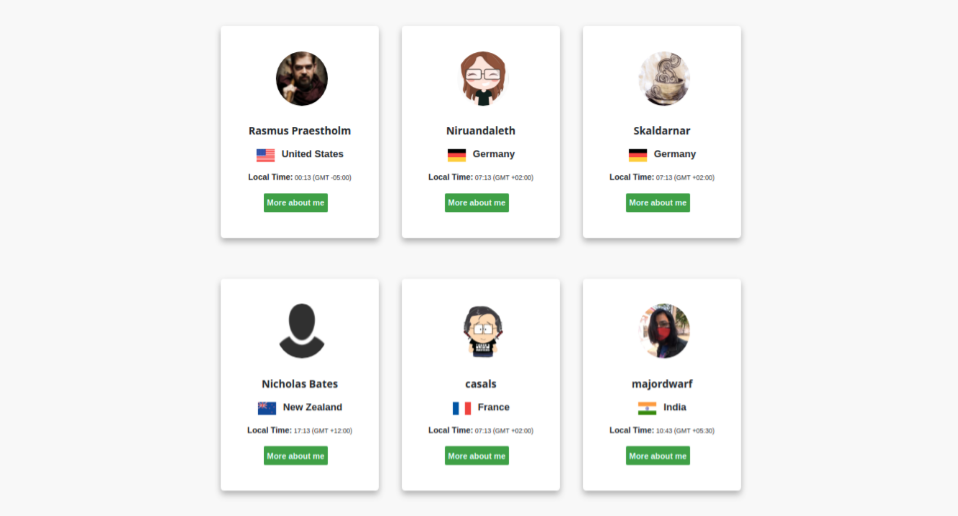 Rasmus Praestholm
United States
Local Time: 00:13 (GMT -05:00)
More about me
Niruandaleth
Germany
Local Time: 07:13 (GMT +02:00)
More about me
Skaldarnar
Germany
Local Time: 07:13 (GMT +02:00)
More about me
Nicholas Bates
New Zealand
Local Time: 17:13 (GMT +12:00)
More about me
casals
France
Local Time: 07:13 (GMT +02:00)
More about me
majordwarf
India
Local Time: 10:43 (GMT +05:30)
More about me